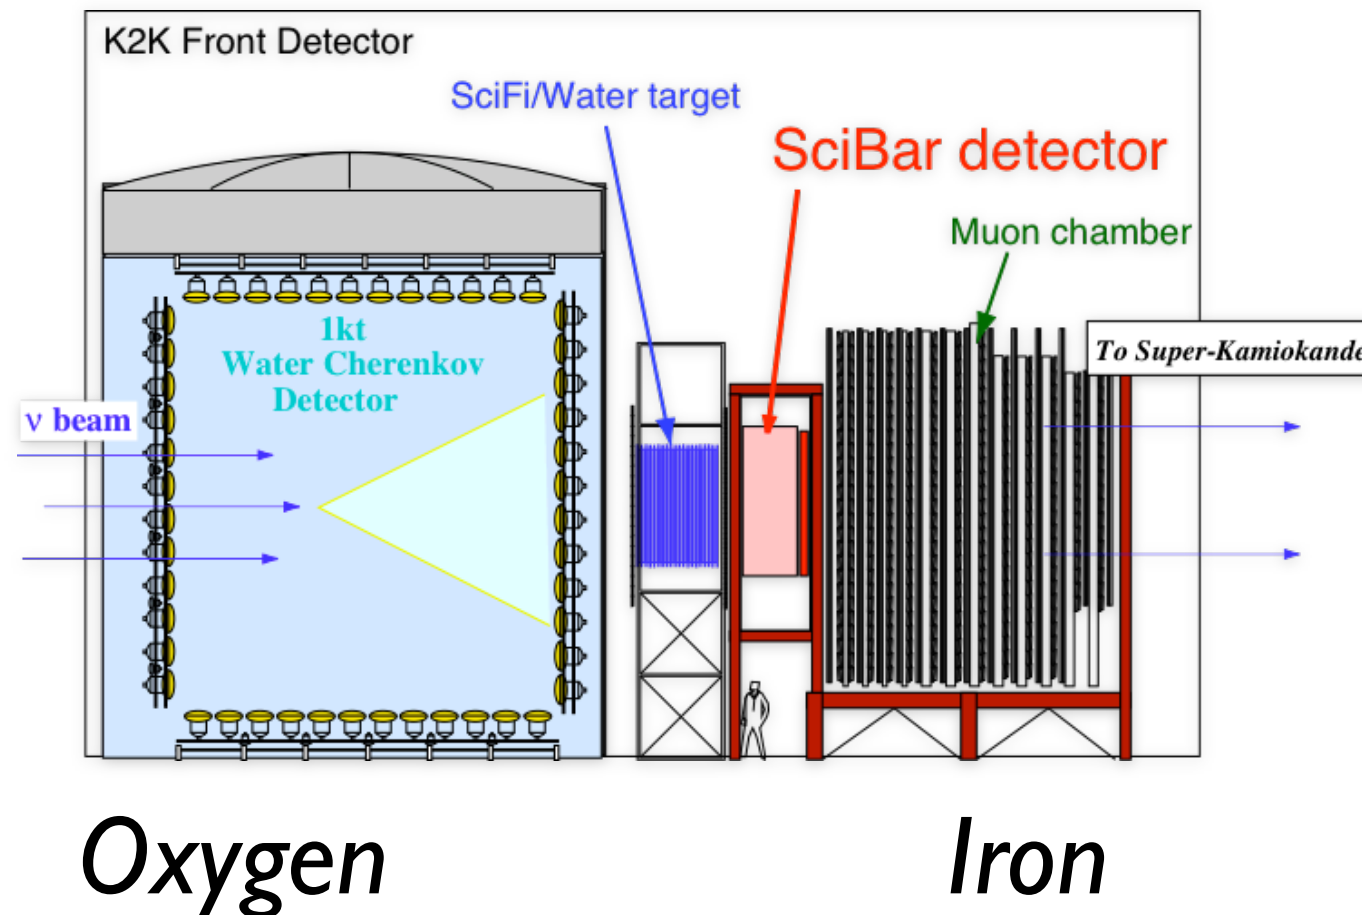 K2K Front Detector
SciFi/Water target
SciBar detector
Muon chamber
1kt
Water Cherenkov
Detector
To Super-Kamiokande
ν beam
Oxygen
Iron